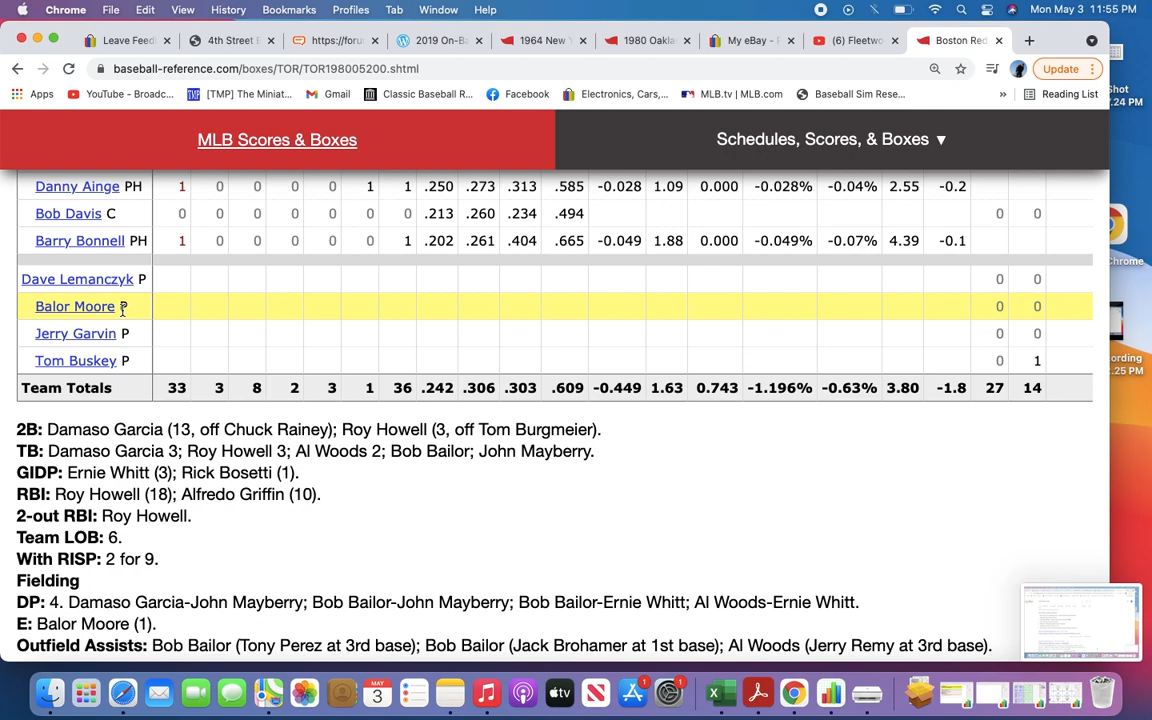 Chrome File Edit View History Bookmarks Profiles Tab Window Help Mon May 3 11:55 PM
Leave Feed × 4th Street E × https://foru × 2019 On-Ba × 1964 New × 1980 Oakla × My eBay - × (6) Fleetwo × Boston Red × +
baseball-reference.com/boxes/TOR/TOR198005200.shtml Update
Apps YouTube - Broadc... [TMP] The Miniat... Gmail Classic Baseball R... Facebook Electronics, Cars,... MLB.tv | MLB.com Baseball Sim Rese... » Reading List
MLB Scores & Boxes Schedules, Scores, & Boxes ▼
Danny Ainge PH 1 0 0 0 0 1 1 .250 .273 .313 .585 -0.028 1.09 0.000 -0.028% -0.04% 2.55 -0.2
Bob Davis C 0 0 0 0 0 0 0 .213 .260 .234 .494 0 0
Barry Bonnell PH 1 0 0 0 0 0 1 .202 .261 .404 .665 -0.049 1.88 0.000 -0.049% -0.07% 4.39 -0.1
Dave Lemanczyk P 0 0
Balor Moore P 0 0
Jerry Garvin P 0 0
Tom Buskey P 0 1
Team Totals 33 3 8 2 3 1 36 .242 .306 .303 .609 -0.449 1.63 0.743 -1.196% -0.63% 3.80 -1.8 27 14
2B: Damaso Garcia (13, off Chuck Rainey); Roy Howell (3, off Tom Burgmeier).
TB: Damaso Garcia 3; Roy Howell 3; Al Woods 2; Bob Bailor; John Mayberry.
GIDP: Ernie Whitt (3); Rick Bosetti (1).
RBI: Roy Howell (18); Alfredo Griffin (10).
2-out RBI: Roy Howell.
Team LOB: 6.
With RISP: 2 for 9.
Fielding
DP: 4. Damaso Garcia-John Mayberry; Bob Bailor-John Mayberry; Bob Bailor-Ernie Whitt; Al Woods-Ernie Whitt.
E: Balor Moore (1).
Outfield Assists: Bob Bailor (Tony Perez at 3rd base); Bob Bailor (Jack Brohamer at 1st base); Al Woods (Jerry Remy at 3rd base).
Shot
.24 PM
Chrome
ording
.25 PM
MAY
3
tv
1
1